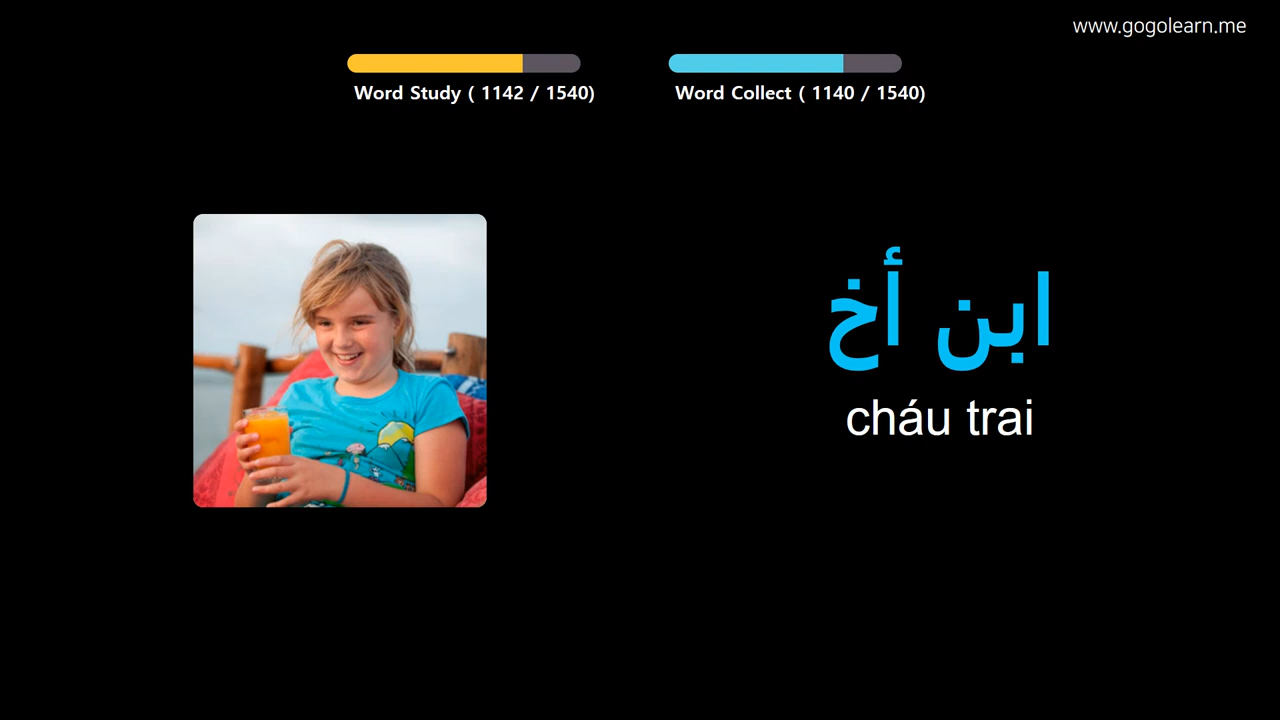 www.gogolearn.me
Word Study ( 1142 / 1540)
Word Collect ( 1140 / 1540)
ابن أخ
cháu trai